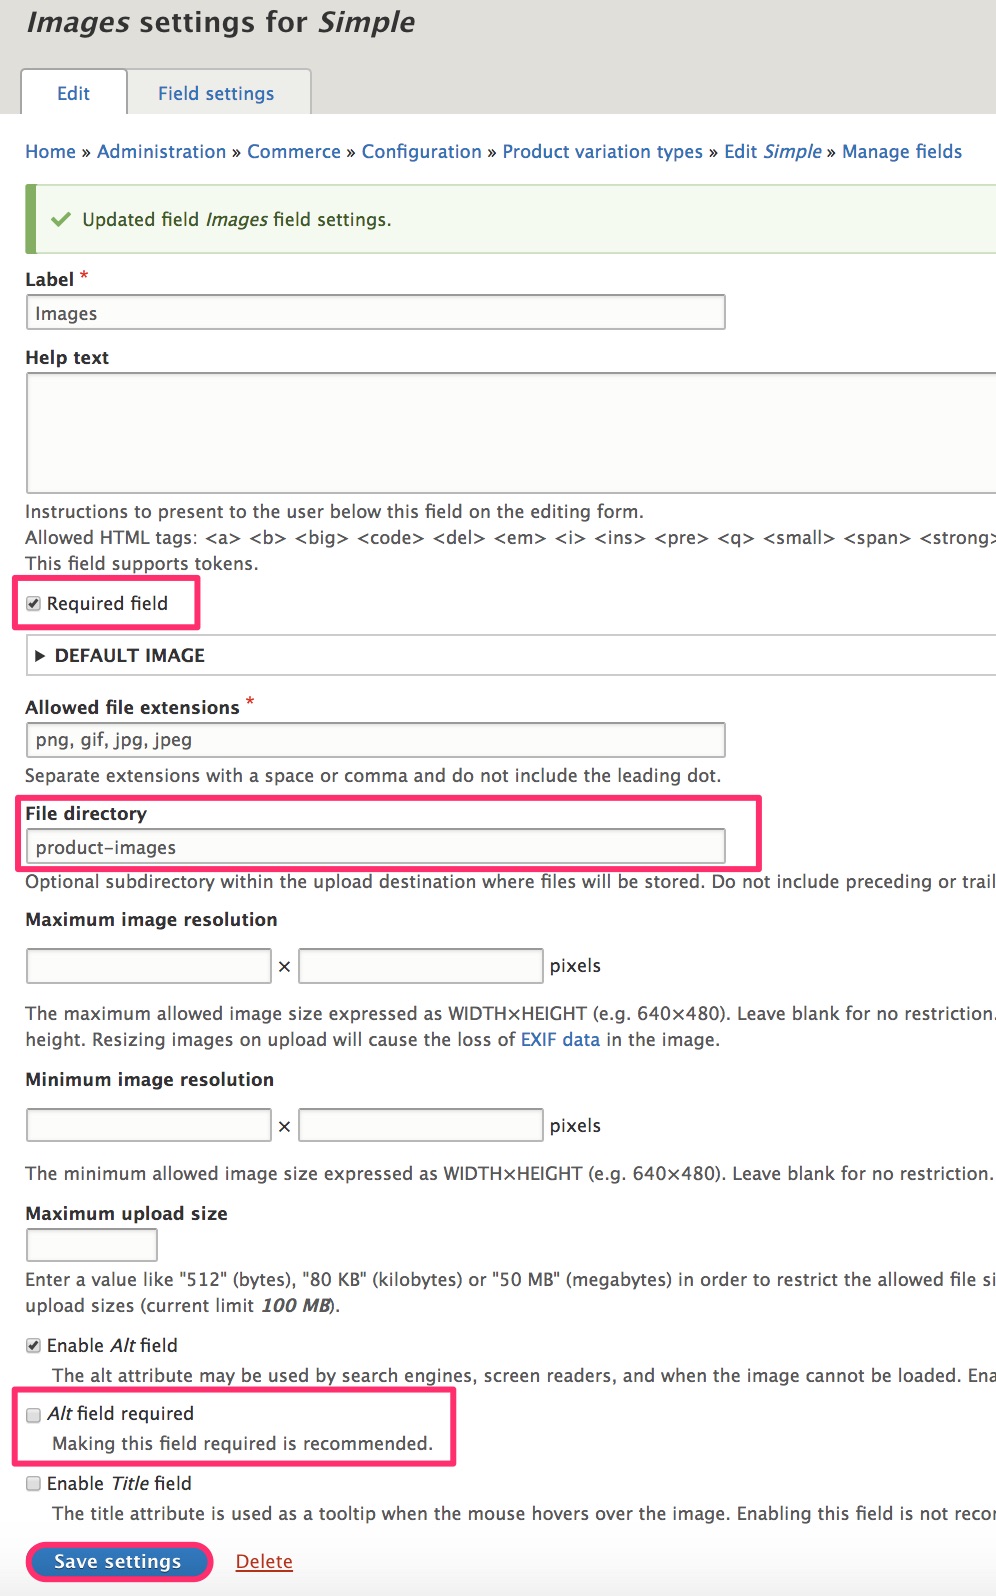 Images settings for Simple
Edit
Field settings
Home » Administration » Commerce » Configuration » Product variation types » Edit Simple » Manage fields
Updated field Images field settings.
Label *
Images
Help text
Instructions to present to the user below this field on the editing form.
Allowed HTML tags: <a> <b> <big> <code> <del> <em> <i> <ins> <pre> <q> <small> <span> <strong>
This field supports tokens.
Required field
DEFAULT IMAGE
Allowed file extensions *
png, gif, jpg, jpeg
Separate extensions with a space or comma and do not include the leading dot.
File directory
product-images
Optional subdirectory within the upload destination where files will be stored. Do not include preceding or trail
Maximum image resolution
× pixels
The maximum allowed image size expressed as WIDTH×HEIGHT (e.g. 640×480). Leave blank for no restriction.
height. Resizing images on upload will cause the loss of EXIF data in the image.
Minimum image resolution
× pixels
The minimum allowed image size expressed as WIDTH×HEIGHT (e.g. 640×480). Leave blank for no restriction.
Maximum upload size
Enter a value like "512" (bytes), "80 KB" (kilobytes) or "50 MB" (megabytes) in order to restrict the allowed file si
upload sizes (current limit 100 MB).
Enable Alt field
The alt attribute may be used by search engines, screen readers, and when the image cannot be loaded. Ena
Alt field required
Making this field required is recommended.
Enable Title field
The title attribute is used as a tooltip when the mouse hovers over the image. Enabling this field is not recor
Save settings
Delete